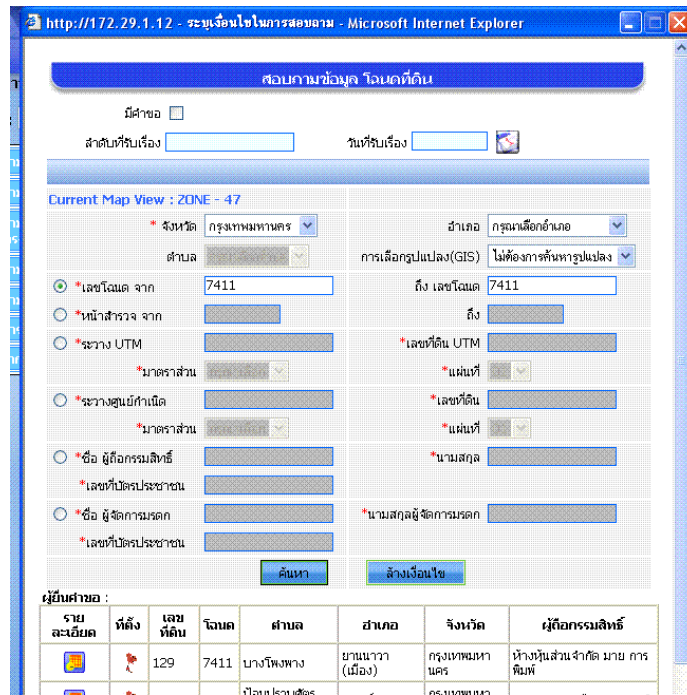 http://172.29.1.12 - ระบุเงื่อนไขในการสอบถาม - Microsoft Internet Explorer
สอบถามข้อมูล โฉนดที่ดิน
มีคำขอ
ลำดับที่รับเรื่อง วันที่รับเรื่อง
Current Map View : ZONE - 47
* จังหวัด กรุงเทพมหานคร อำเภอ กรุณาเลือกอำเภอ
ตำบล การเลือกรูปแปลง(GIS) ไม่ต้องการค้นหารูปแปลง
*เลขโฉนด จาก 7411 ถึง เลขโฉนด 7411
*หน้าสำรวจ จาก ถึง
*ระวาง UTM *เลขที่ดิน UTM
*มาตราส่วน *แผ่นที่
*ระวางศูนย์กำเนิด *เลขที่ดิน
*มาตราส่วน *แผ่นที่
*ชื่อ ผู้ถือกรรมสิทธิ์ *นามสกุล
*เลขที่บัตรประชาชน
*ชื่อ ผู้จัดการมรดก *นามสกุลผู้จัดการมรดก
*เลขที่บัตรประชาชน
ค้นหา ล้างเงื่อนไข
ผู้ยื่นคำขอ :
ราย ละเอียด ที่ตั้ง เลข ที่ดิน โฉนด ตำบล อำเภอ จังหวัด ผู้ถือกรรมสิทธิ์
129 7411 บางโพงพาง ยานนาวา (เมือง) กรุงเทพมหา นคร ห้างหุ้นส่วนจำกัด มาย การ พิมพ์